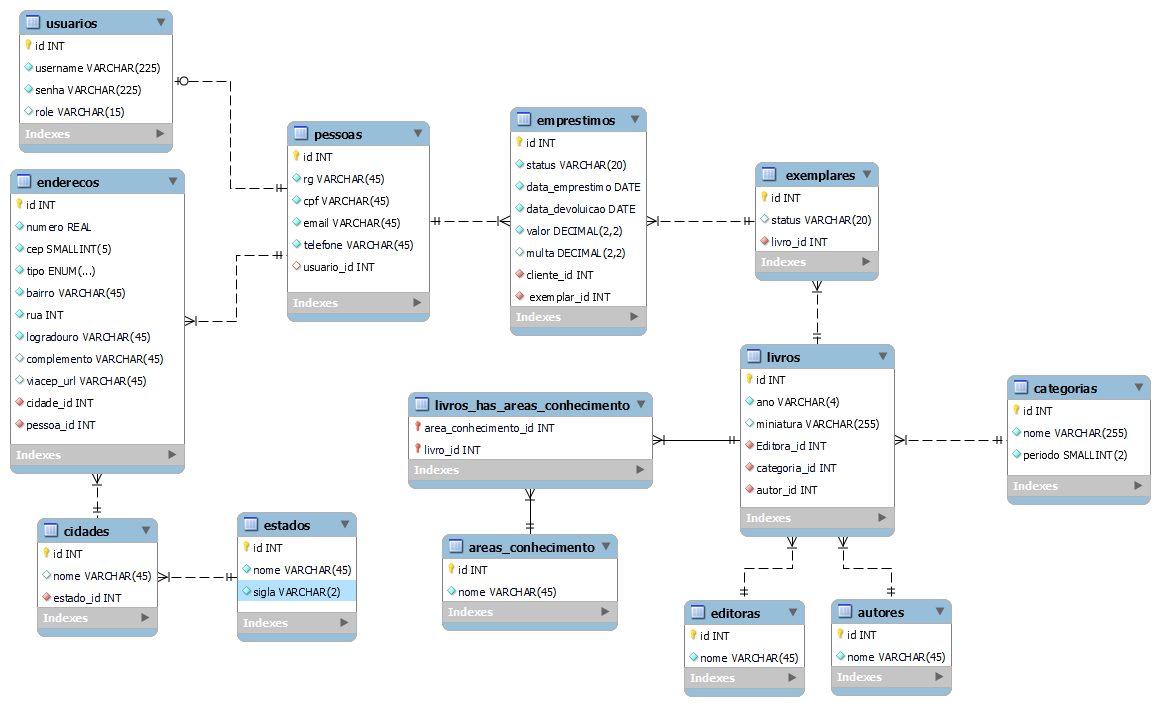 usuarios
id INT
username VARCHAR(225)
senha VARCHAR(225)
role VARCHAR(15)
Indexes
enderecos
id INT
numero REAL
cep SMALLINT(5)
tipo ENUM(...)
bairro VARCHAR(45)
rua INT
logradouro VARCHAR(45)
complemento VARCHAR(45)
viacep_url VARCHAR(45)
cidade_id INT
pessoa_id INT
Indexes
pessoas
id INT
rg VARCHAR(45)
cpf VARCHAR(45)
email VARCHAR(45)
telefone VARCHAR(45)
usuario_id INT
Indexes
emprestimos
id INT
status VARCHAR(20)
data_emprestimo DATE
data_devoluicao DATE
valor DECIMAL(2,2)
multa DECIMAL(2,2)
cliente_id INT
exemplar_id INT
Indexes
exemplares
id INT
status VARCHAR(20)
livro_id INT
Indexes
livros
id INT
ano VARCHAR(4)
miniatura VARCHAR(255)
Editora_id INT
categoria_id INT
autor_id INT
Indexes
categorias
id INT
nome VARCHAR(255)
periodo SMALLINT(2)
Indexes
livros_has_areas_conhecimento
area_conhecimento_id INT
livro_id INT
Indexes
cidades
id INT
nome VARCHAR(45)
estado_id INT
Indexes
estados
id INT
nome VARCHAR(45)
sigla VARCHAR(2)
Indexes
areas_conhecimento
id INT
nome VARCHAR(45)
Indexes
editoras
id INT
nome VARCHAR(45)
Indexes
autores
id INT
nome VARCHAR(45)
Indexes